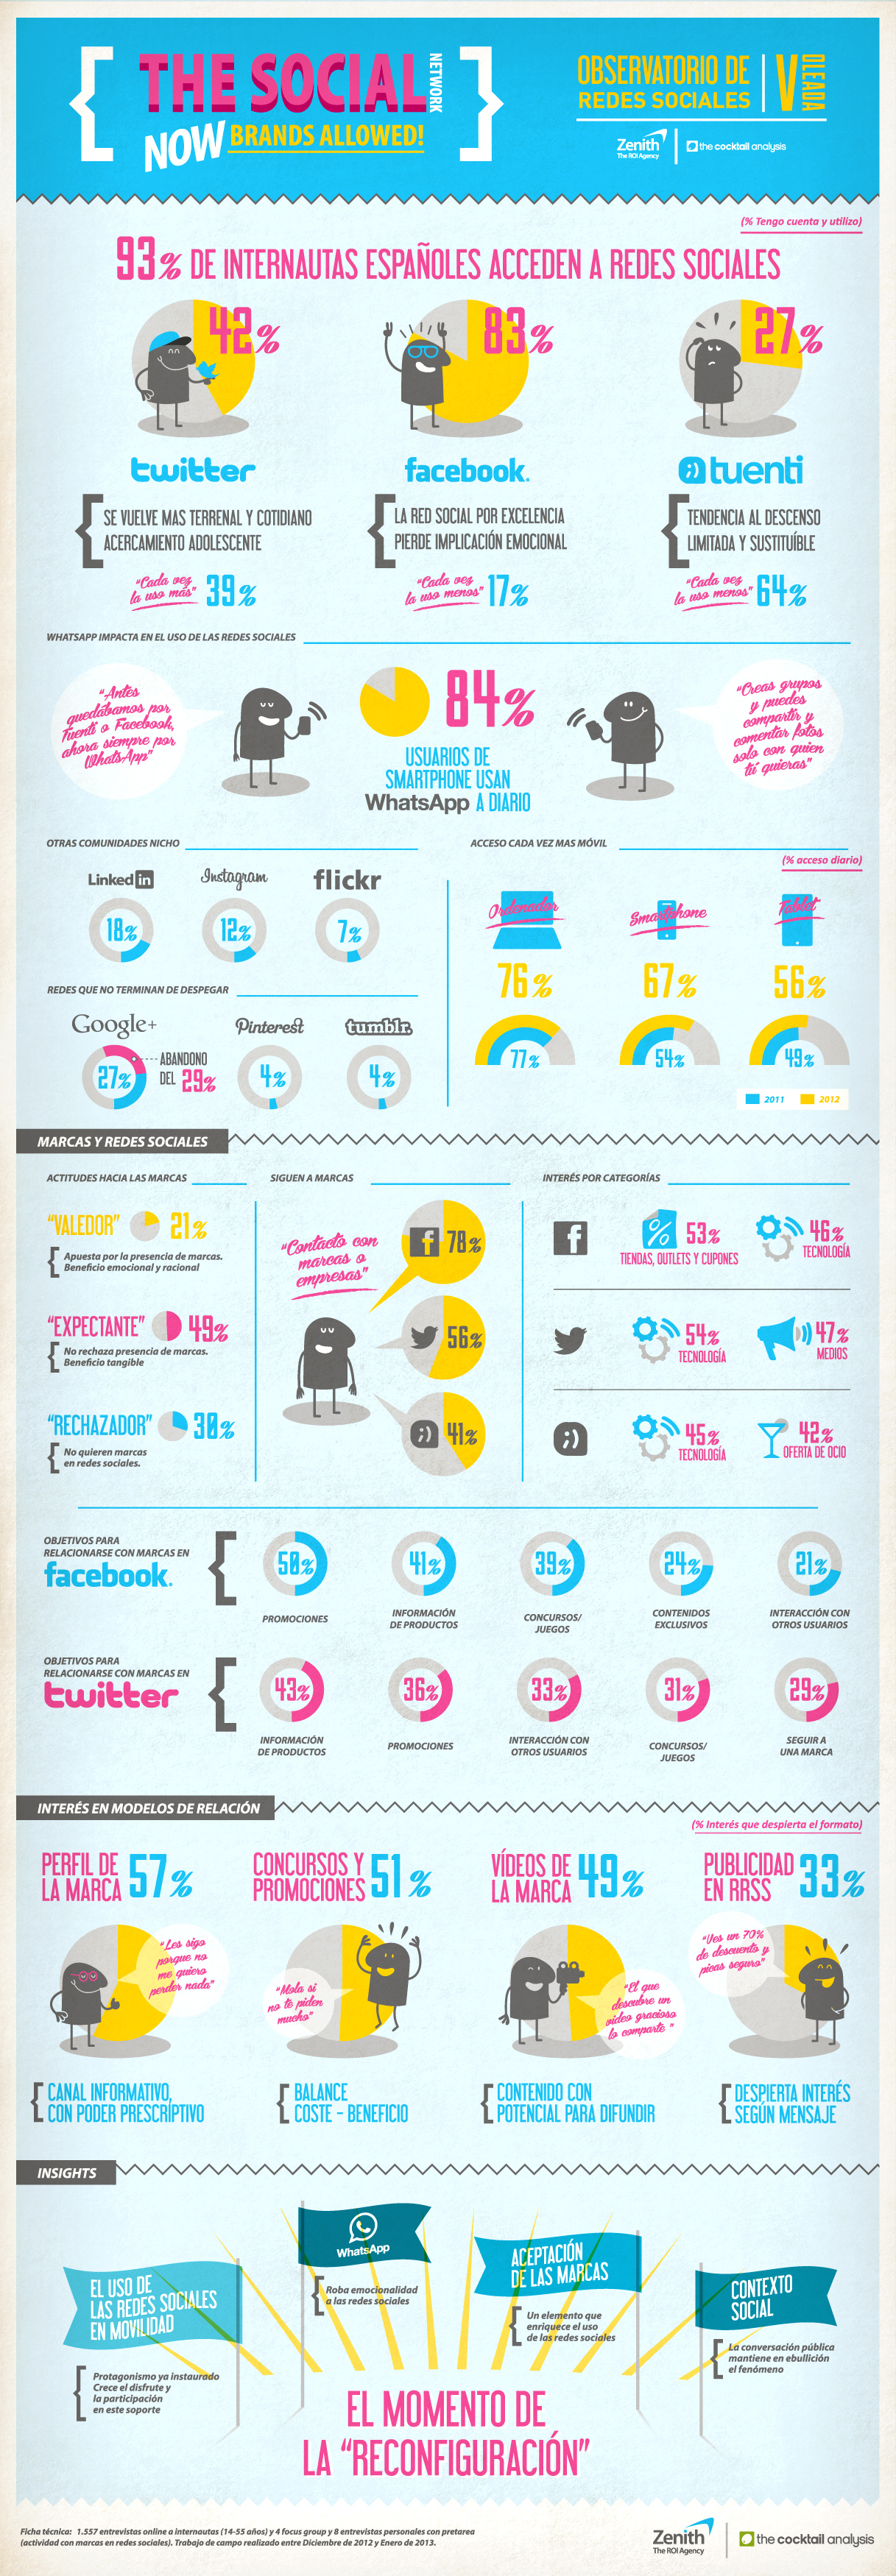 THE SOCIAL
NETWORK
NOW BRANDS ALLOWED!
OBSERVATORIO DE
REDES SOCIALES
V OLEADA
Zenith
The ROI Agency
the cocktail analysis
(% Tengo cuenta y utilizo)
93% DE INTERNAUTAS ESPAÑOLES ACCEDEN A REDES SOCIALES
42%
83%
27%
twitter
facebook.
tuenti
SE VUELVE MAS TERRENAL Y COTIDIANO
ACERCAMIENTO ADOLESCENTE
LA RED SOCIAL POR EXCELENCIA
PIERDE IMPLICACIÓN EMOCIONAL
TENDENCIA AL DESCENSO
LIMITADA Y SUSTITUÍBLE
"Cada vez
la uso más" 39%
"Cada vez
la uso menos" 17%
"Cada vez
la uso menos" 64%
WHATSAPP IMPACTA EN EL USO DE LAS REDES SOCIALES
"Antes
quedábamos por
Tuenti o Facebook,
ahora siempre por
WhatsApp"
84%
USUARIOS DE
SMARTPHONE USAN
WhatsApp A DIARIO
"Creas grupos
y puedes
compartir y
comentar fotos
solo con quien
tú quieras"
OTRAS COMUNIDADES NICHO
Linked in
Instagram
flickr
18%
12%
7%
REDES QUE NO TERMINAN DE DESPEGAR
Google+
Pinterest
tumblr.
27%
ABANDONO
DEL 29%
4%
4%
ACCESO CADA VEZ MAS MÓVIL
(% acceso diario)
Ordenador
Smartphone
Tablet
76%
67%
56%
77%
54%
49%
2011
2012
MARCAS Y REDES SOCIALES
ACTITUDES HACIA LAS MARCAS
"VALEDOR" 21%
Apuesta por la presencia de marcas.
Beneficio emocional y racional
"EXPECTANTE" 49%
No rechaza presencia de marcas.
Beneficio tangible
"RECHAZADOR" 30%
No quieren marcas
en redes sociales.
SIGUEN A MARCAS
"Contacto con
marcas o
empresas"
f 78%
56%
41%
INTERÉS POR CATEGORÍAS
f
% 53%
TIENDAS, OUTLETS Y CUPONES
46%
TECNOLOGÍA
54%
TECNOLOGÍA
47%
MEDIOS
45%
TECNOLOGÍA
42%
OFERTA DE OCIO
OBJETIVOS PARA
RELACIONARSE CON MARCAS EN
facebook.
50%
41%
39%
24%
21%
PROMOCIONES
INFORMACIÓN
DE PRODUCTOS
CONCURSOS/
JUEGOS
CONTENIDOS
EXCLUSIVOS
INTERACCIÓN CON
OTROS USUARIOS
OBJETIVOS PARA
RELACIONARSE CON MARCAS EN
twitter
43%
36%
33%
31%
29%
INFORMACIÓN
DE PRODUCTOS
PROMOCIONES
INTERACCIÓN CON
OTROS USUARIOS
CONCURSOS/
JUEGOS
SEGUIR A
UNA MARCA
INTERÉS EN MODELOS DE RELACIÓN
(% Interés que despierta el formato)
PERFIL DE
LA MARCA 57%
CONCURSOS Y
PROMOCIONES 51%
VÍDEOS DE
LA MARCA 49%
PUBLICIDAD
EN RRSS 33%
"Les sigo
porque no
me quiero
perder nada"
"Mola si
no te piden
mucho"
"El que
descubre un
video gracioso
lo comparte"
"Ves un 70%
de descuento y
picas seguro"
CANAL INFORMATIVO,
CON PODER PRESCRIPTIVO
BALANCE
COSTE - BENEFICIO
CONTENIDO CON
POTENCIAL PARA DIFUNDIR
DESPIERTA INTERÉS
SEGÚN MENSAJE
INSIGHTS
EL USO DE
LAS REDES SOCIALES
EN MOVILIDAD
Protagonismo ya instaurado
Crece el disfrute y
la participación
en este soporte
WhatsApp
Roba emocionalidad
a las redes sociales
ACEPTACIÓN
DE LAS MARCAS
Un elemento que
enriquece el uso
de las redes sociales
CONTEXTO
SOCIAL
La conversación pública
mantiene en ebullición
el fenómeno
EL MOMENTO DE
LA "RECONFIGURACIÓN"
Ficha técnica: 1.557 entrevistas online a internautas (14-55 años) y 4 focus group y 8 entrevistas personales con pretarea
(actividad con marcas en redes sociales). Trabajo de campo realizado entre Diciembre de 2012 y Enero de 2013.
Zenith
The ROI Agency
the cocktail analysis